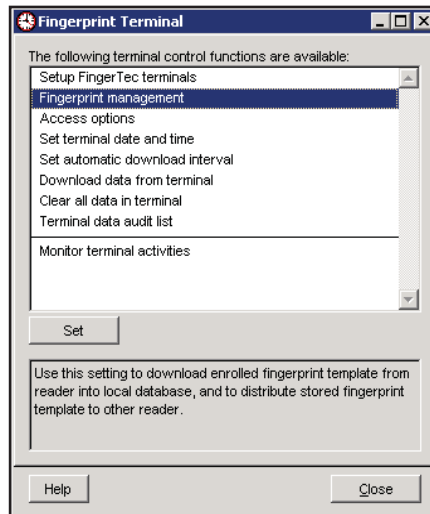 Fingerprint Terminal
The following terminal control functions are available:
Setup FingerTec terminals
Fingerprint management
Access options
Set terminal date and time
Set automatic download interval
Download data from terminal
Clear all data in terminal
Terminal data audit list
Monitor terminal activities
Set
Use this setting to download enrolled fingerprint template from
reader into local database, and to distribute stored fingerprint
template to other reader.
Help
Close